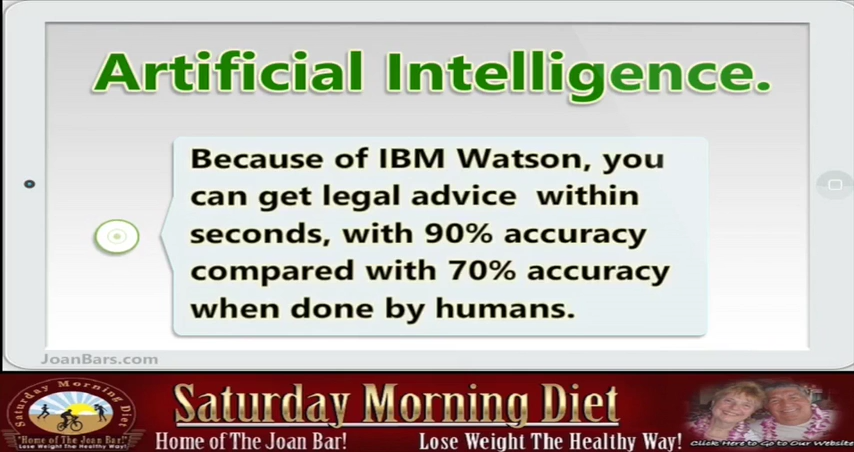 Artificial Intelligence.
Because of IBM Watson, you
can get legal advice within
seconds, with 90% accuracy
compared with 70% accuracy
when done by humans.
JoanBars.com
Saturday Morning Diet
"Home of The Joan Bar!"
Lose Weight The Healthy Way!
Saturday Morning Diet
Home of The Joan Bar!
Lose Weight The Healthy Way!
Click Here to Go to Our Website